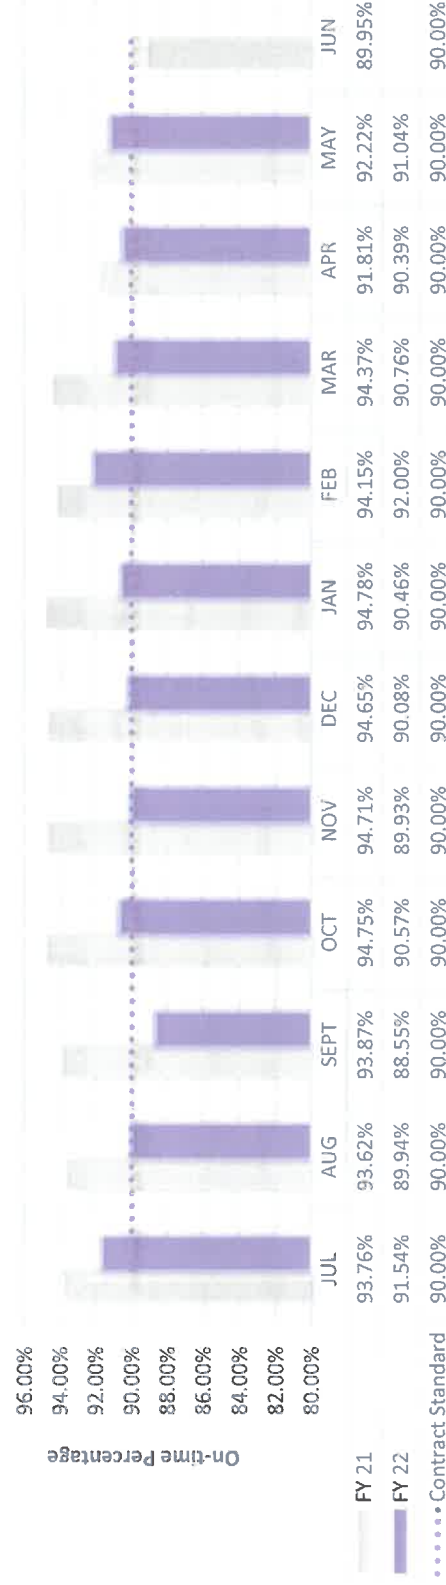 96.00%
94.00%
92.00%
90.00%
88.00%
86.00%
84.00%
82.00%
80.00%
On-time Percentage
JUL AUG SEPT OCT NOV DEC JAN FEB MAR APR MAY JUN
FY 21 93.76% 93.62% 93.87% 94.75% 94.71% 94.65% 94.78% 94.15% 94.37% 91.81% 92.22% 89.95%
FY 22 91.54% 89.94% 88.55% 90.57% 89.93% 90.08% 90.46% 92.00% 90.76% 90.39% 91.04%
Contract Standard 90.00% 90.00% 90.00% 90.00% 90.00% 90.00% 90.00% 90.00% 90.00% 90.00% 90.00% 90.00%